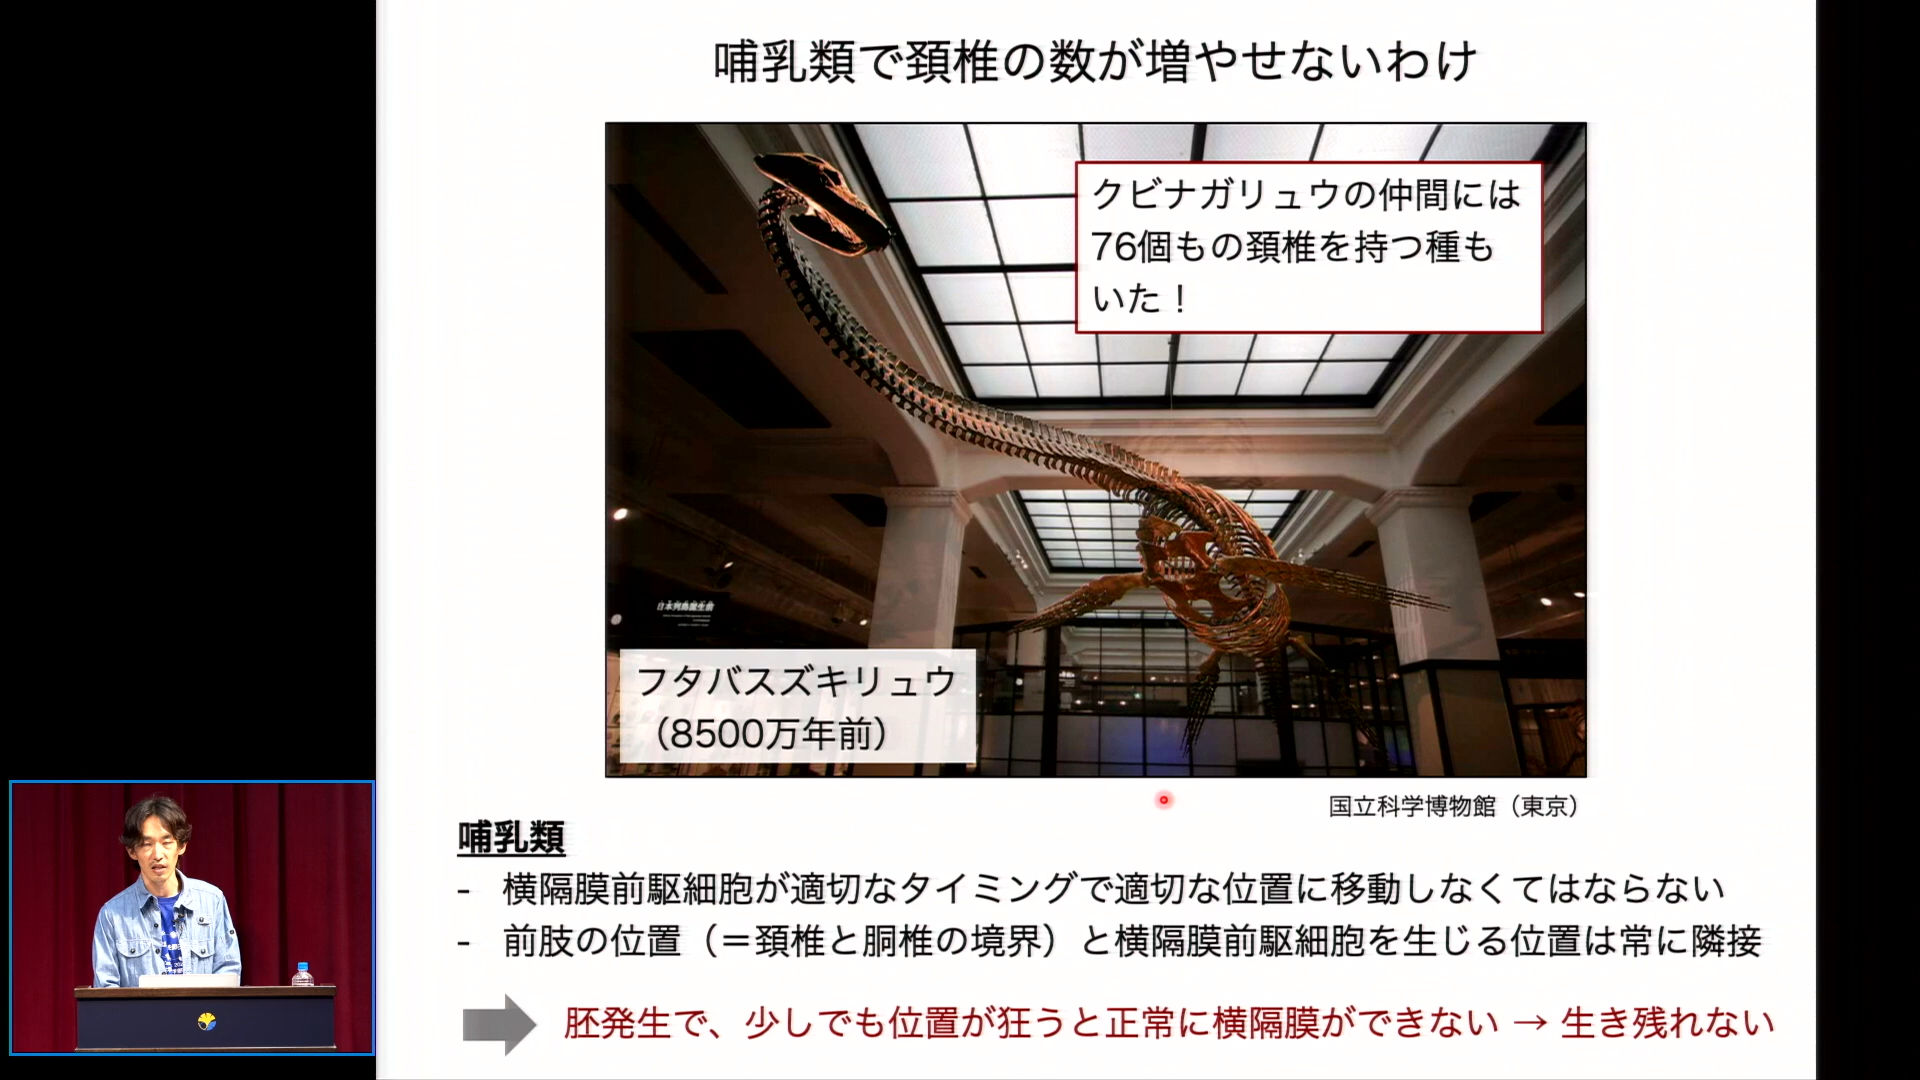 哺乳類で頚椎の数が増やせないわけ
クビナガリュウの仲間には
76個もの頚椎を持つ種も
いた！
日本列島誕生前
フタバスズキリュウ
（8500万年前）
国立科学博物館（東京）
哺乳類
- 横隔膜前駆細胞が適切なタイミングで適切な位置に移動しなくてはならない
- 前肢の位置（＝頚椎と胴椎の境界）と横隔膜前駆細胞を生じる位置は常に隣接
胚発生で、少しでも位置が狂うと正常に横隔膜ができない → 生き残れない